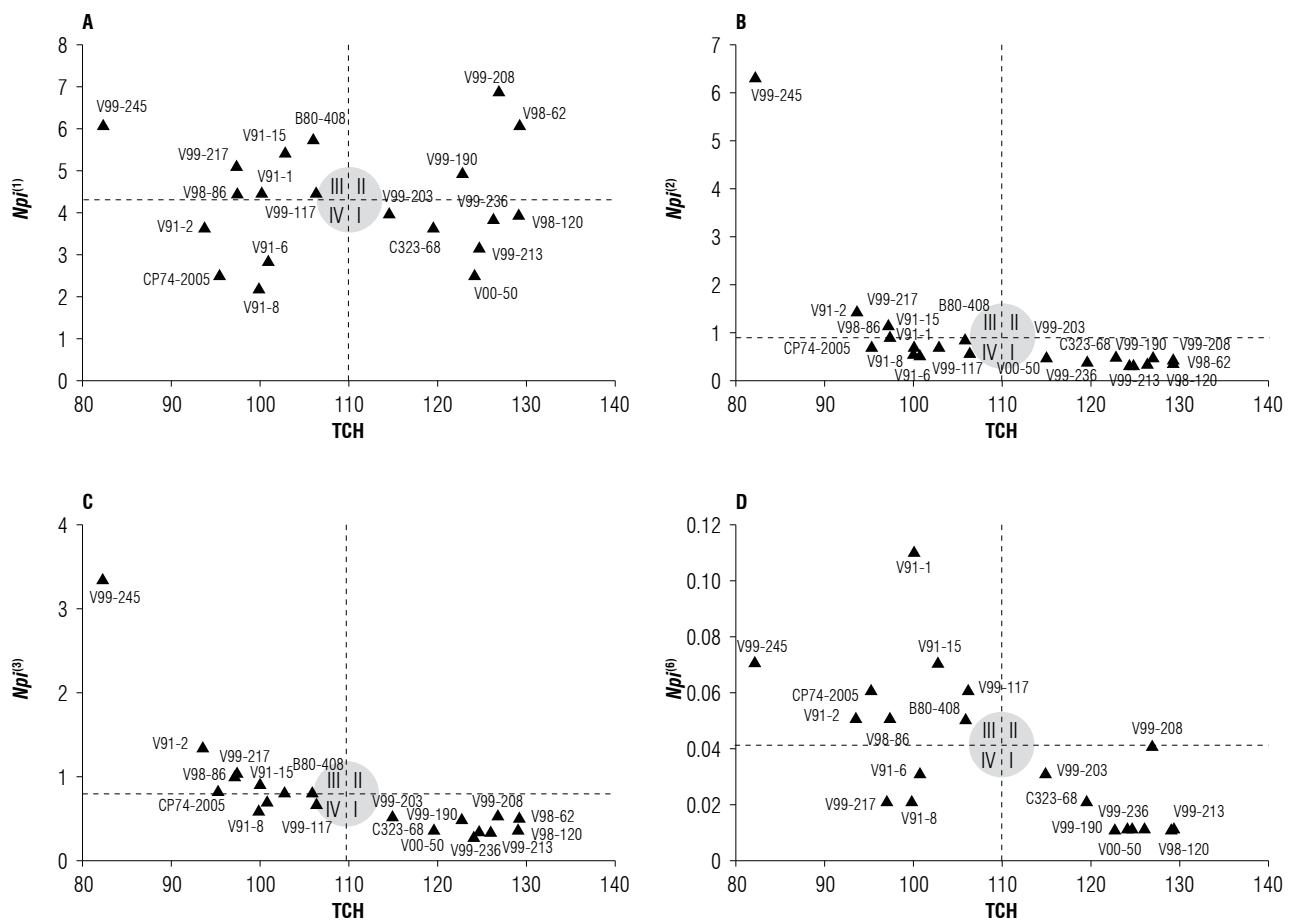 A
Npi(1)
8
7
6
5
4
3
2
1
0
V99-208
V99-245
V98-62
B80-408
V91-15
V99-217
V99-190
V91-1
V98-86
III II
V99-203
V99-236
V99-117
IV I
V91-2
V98-120
C323-68
V91-6
V99-213
CP74-2005
V00-50
V91-8
80 90 100 110 120 130 140
TCH
B
Npi(2)
7
6
5
4
3
2
1
0
V99-245
V99-217
V91-2
B80-408
V98-86
V91-15
III II
V99-203
V91-1
CP74-2005
C323-68
V99-190
V99-208
IV I
V91-8
V99-117
V00-50
V98-62
V91-6
V99-236
V99-213
V98-120
80 90 100 110 120 130 140
TCH
C
Npi(3)
4
3
2
1
0
V99-245
V91-2
V99-217
B80-408
V98-86
V91-15
III II
CP74-2005
V99-203
V99-208
IV I
V99-190
V98-62
V91-8
V99-117
C323-68
V98-120
V00-50
V99-236
V99-213
80 90 100 110 120 130 140
TCH
D
Npi(6)
0.12
0.10
0.08
0.06
0.04
0.02
0
V91-1
V99-245
V91-15
CP74-2005
V99-117
V91-2
B80-408
V98-86
III II
V99-208
IV I
V91-6
V99-203
V99-217
C323-68
V91-8
V99-236
V99-213
V99-190
V00-50
V98-120
80 90 100 110 120 130 140
TCH